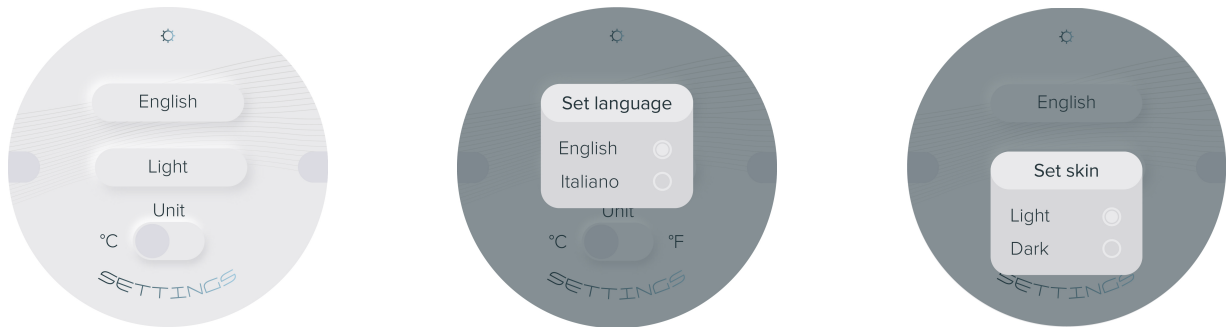 English
Light
Unit
°C
SETTINGS
Set language
English
Italiano
Unit
°C °F
SETTINGS
English
Set skin
Light
Dark
SETTINGS